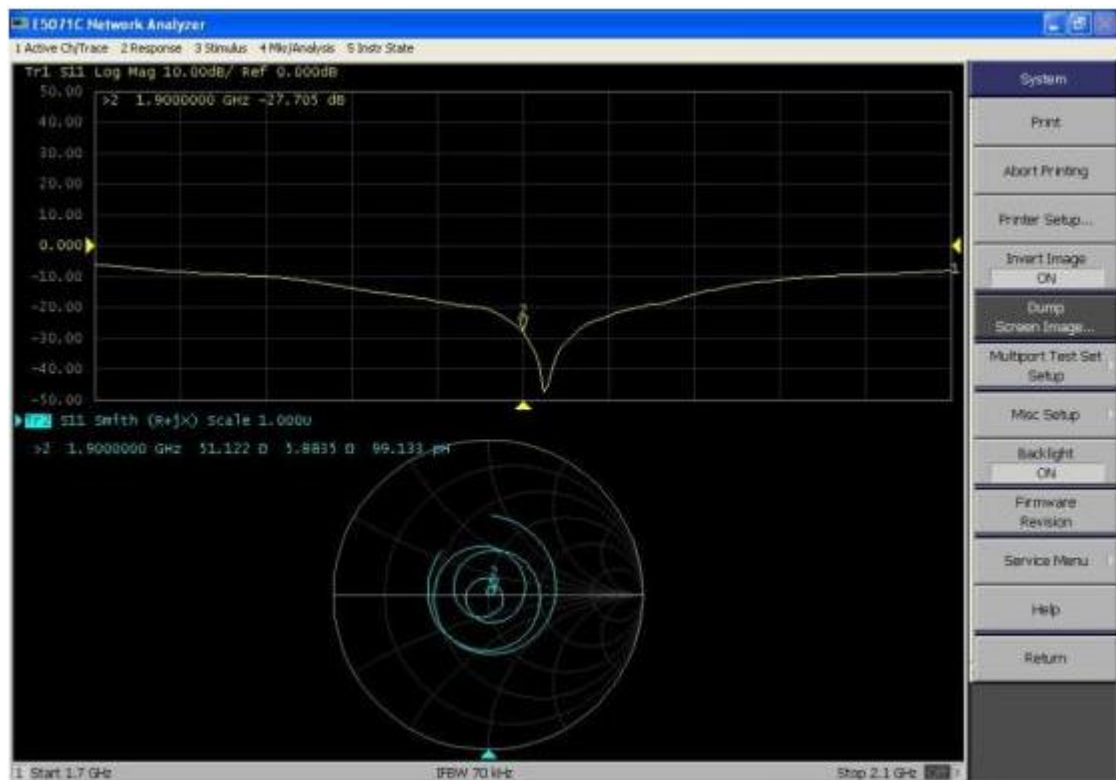 E5071C Network Analyzer
1 Active Ch/Trace 2 Response 3 Stimulus 4 Mkr/Analysis 5 Instr State
Tr1 S11 Log Mag 10.00dB/ Ref 0.000dB
50.00
>2 1.9000000 GHz -27.705 dB
40.00
30.00
20.00
10.00
0.000
-10.00
-20.00
-30.00
-40.00
-50.00
1
2
Tr2 S11 Smith (R+jX) Scale 1.000U
>2 1.9000000 GHz 51.122 Ω 5.8835 Ω 99.133 pH
2
1 Start 1.7 GHz
IFBW 70 kHz
Stop 2.1 GHz
System
Print
Abort Printing
Printer Setup...
Invert Image
ON
Dump
Screen Image...
Multiport Test Set
Setup
Misc Setup
Backlight
ON
Firmware
Revision
Service Menu
Help
Return